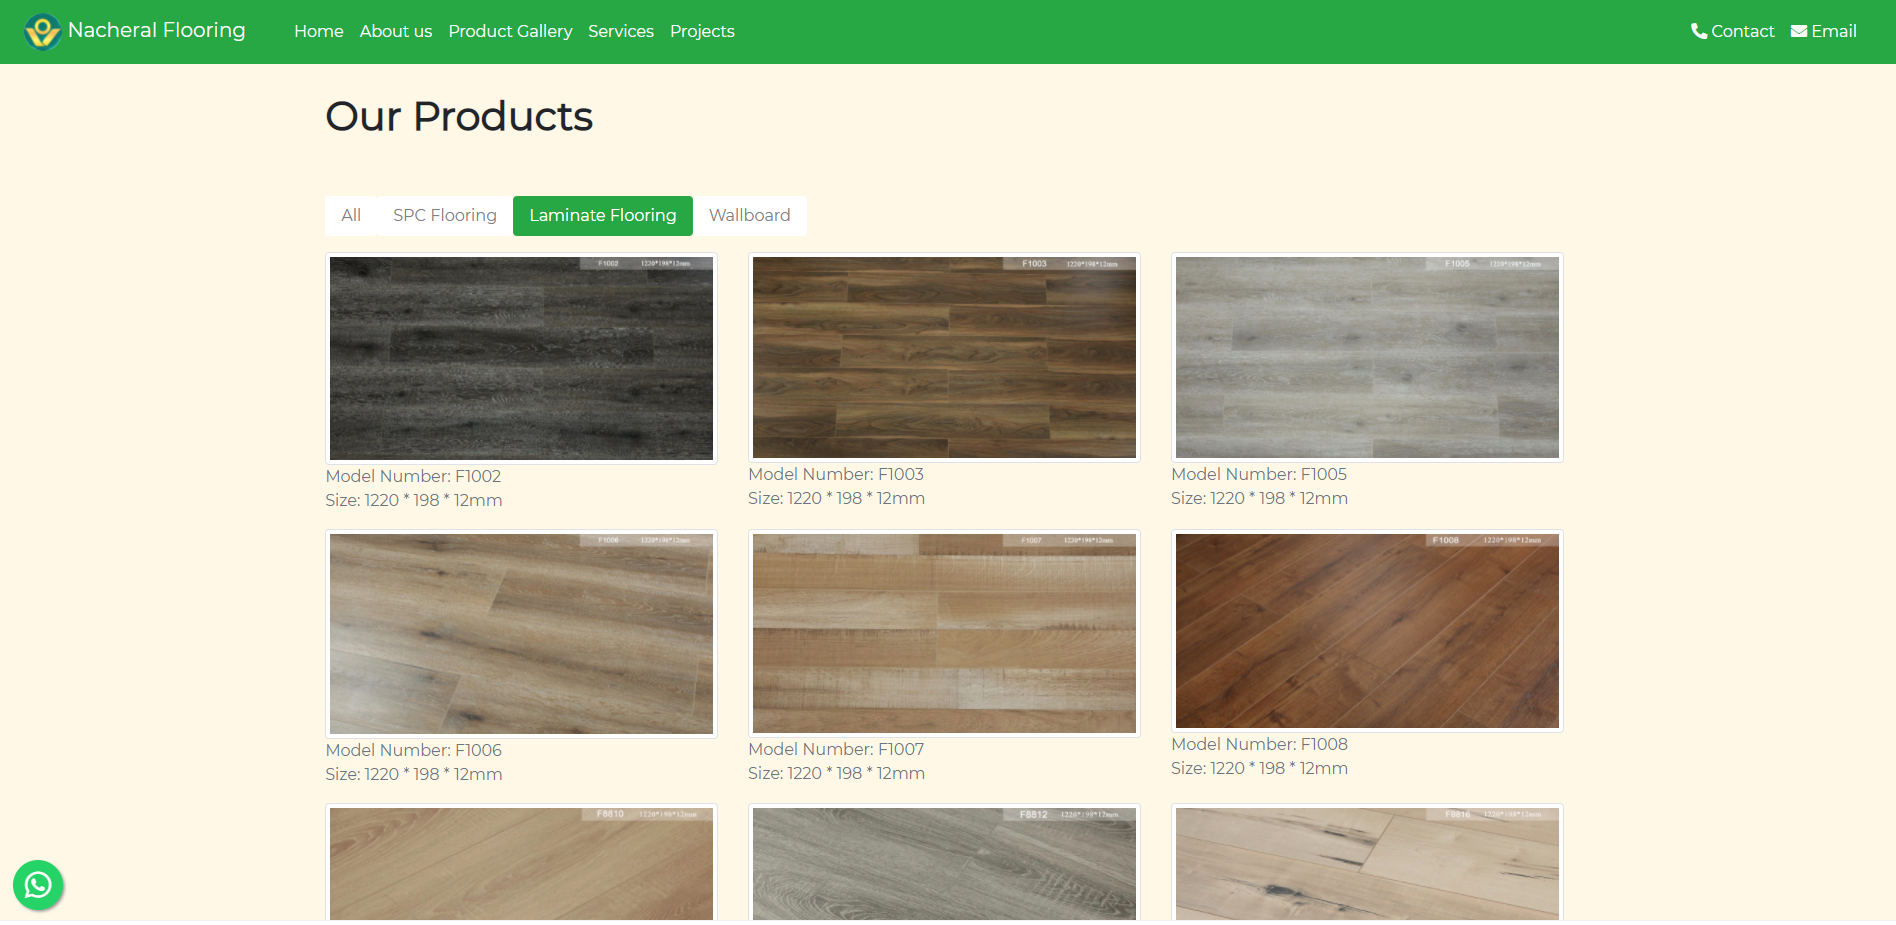 Nacheral Flooring
Home About us Product Gallery Services Projects
Contact Email
Our Products
All SPC Flooring Laminate Flooring Wallboard
F1002 1220*198*12mm
F1003 1220*198*12mm
F1005 1220*198*12mm
Model Number: F1002
Size: 1220 * 198 * 12mm
Model Number: F1003
Size: 1220 * 198 * 12mm
Model Number: F1005
Size: 1220 * 198 * 12mm
F1006 1220*198*12mm
F1007 1220*198*12mm
F1008 1220*198*12mm
Model Number: F1006
Size: 1220 * 198 * 12mm
Model Number: F1007
Size: 1220 * 198 * 12mm
Model Number: F1008
Size: 1220 * 198 * 12mm
F8810 1220*198*12mm
F8812 1220*198*12mm
F8816 1220*198*12mm